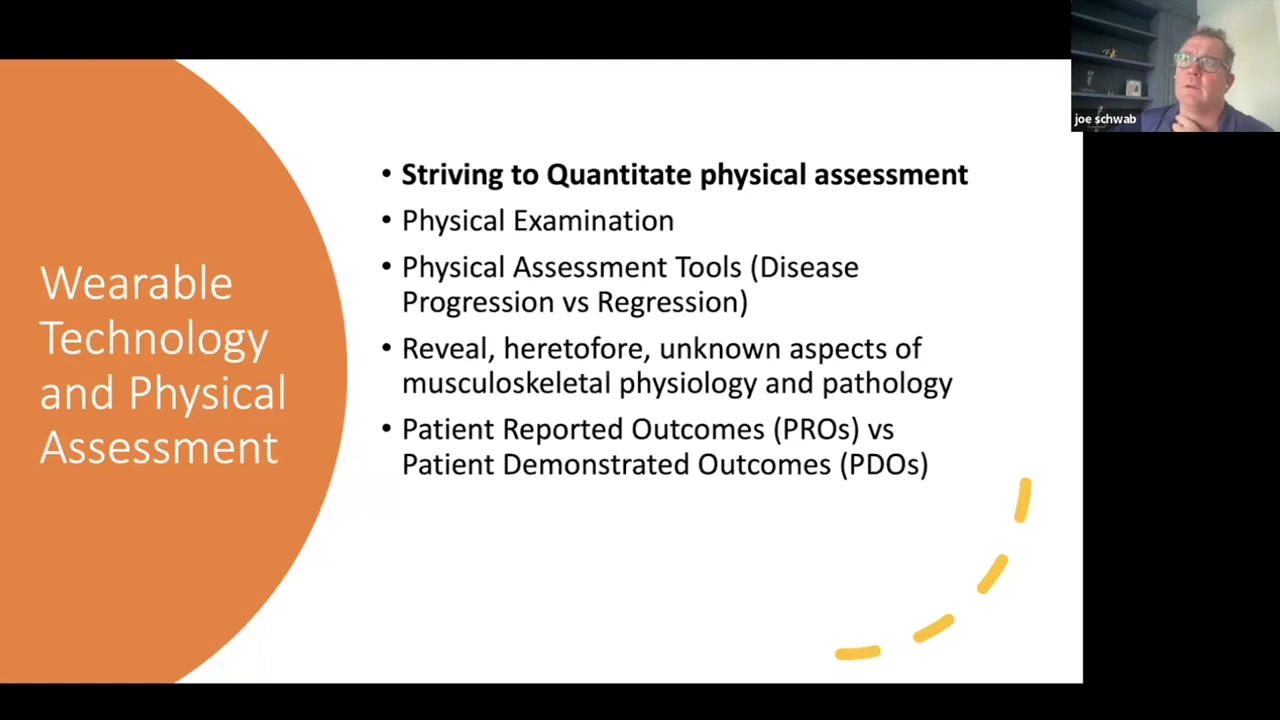 joe schwab
Wearable
Technology
and Physical
Assessment
• Striving to Quantitate physical assessment
• Physical Examination
• Physical Assessment Tools (Disease
Progression vs Regression)
• Reveal, heretofore, unknown aspects of
musculoskeletal physiology and pathology
• Patient Reported Outcomes (PROs) vs
Patient Demonstrated Outcomes (PDOs)